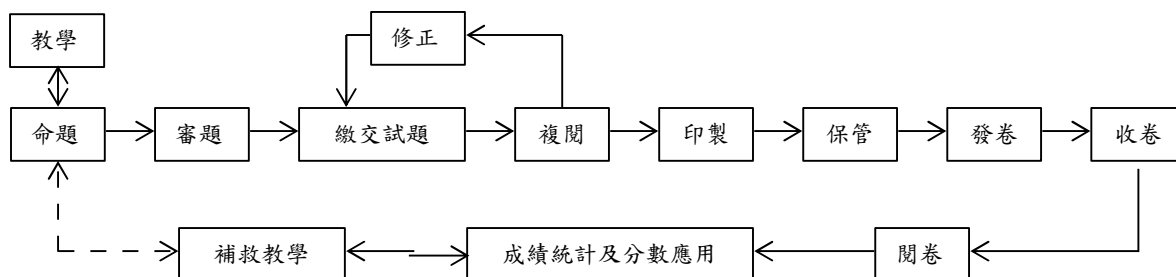 教學
修正
命題
審題
繳交試題
複閱
印製
保管
發卷
收卷
補救教學
成績統計及分數應用
閱卷